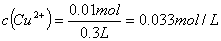 c(Cu²⁺) = 0.01mol / 0.3L = 0.033mol / L